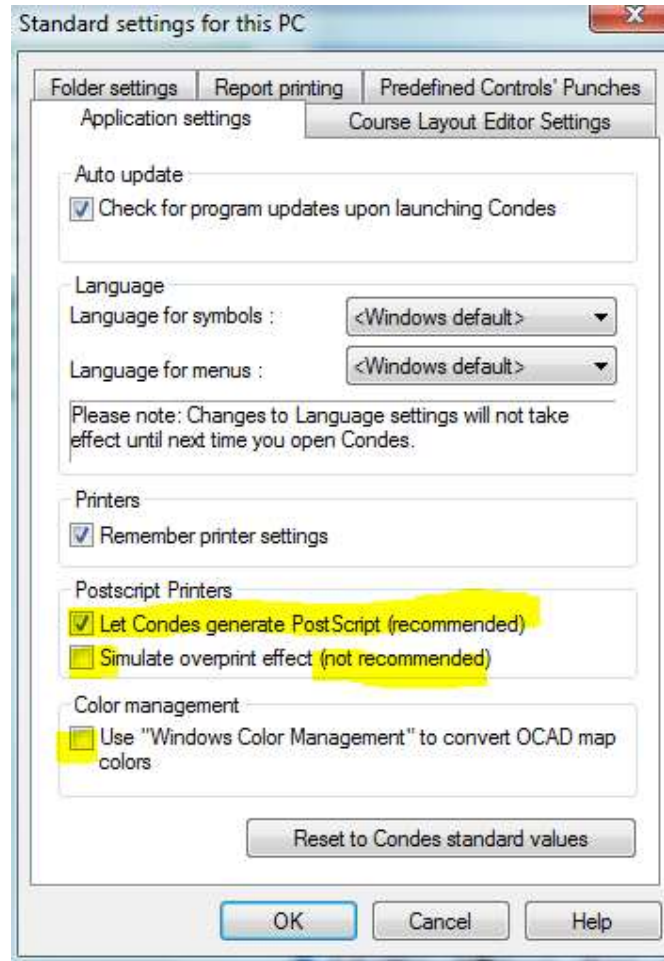 Standard settings for this PC
Folder settings
Report printing
Predefined Controls' Punches
Application settings
Course Layout Editor Settings
Auto update
Check for program updates upon launching Condes
Language
Language for symbols :
<Windows default>
Language for menus :
<Windows default>
Please note: Changes to Language settings will not take
effect until next time you open Condes.
Printers
Remember printer settings
Postscript Printers
Let Condes generate PostScript (recommended)
Simulate overprint effect (not recommended)
Color management
Use "Windows Color Management" to convert OCAD map
colors
Reset to Condes standard values
OK
Cancel
Help